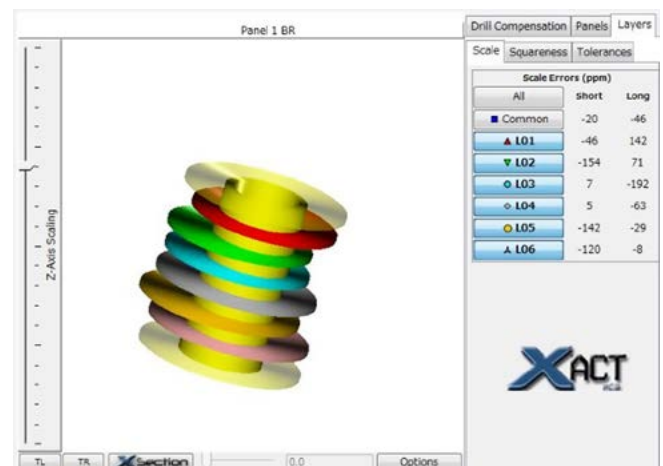 Panel 1 BR
Drill Compensation Panels Layers
Scale Squareness Tolerances
Scale Errors (ppm)
All Short Long
Common -20 -46
L01 -46 142
L02 -154 71
L03 7 -192
L04 5 -63
L05 -142 -29
L06 -120 -8
Z-Axis Scaling
XACT
TL TR XSection 0.0 Options